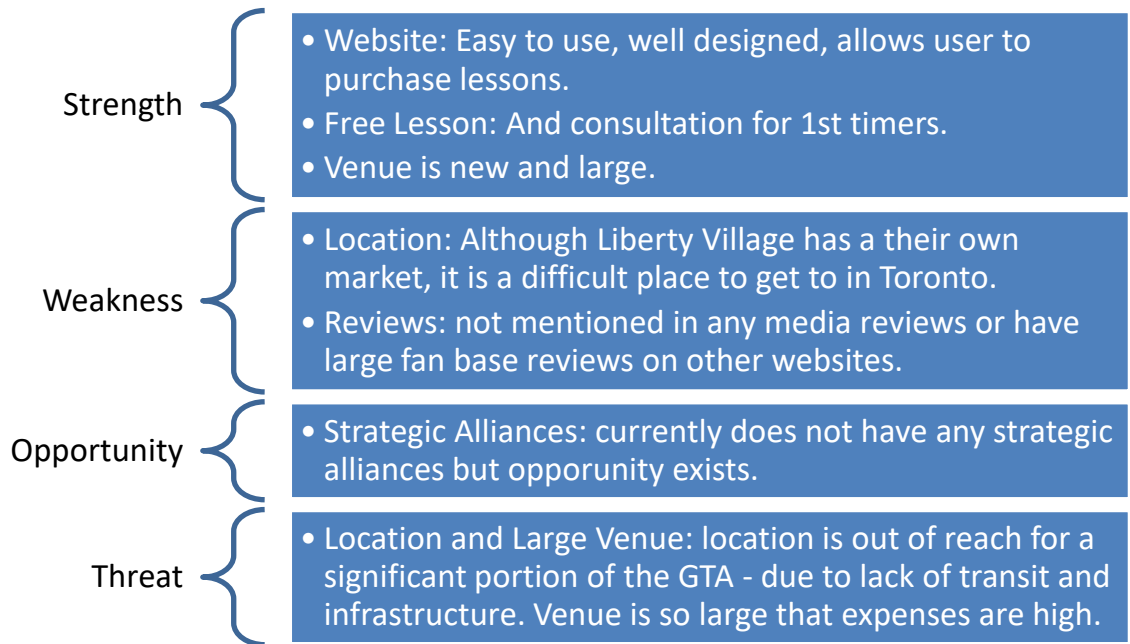 Strength
• Website: Easy to use, well designed, allows user to
purchase lessons.
• Free Lesson: And consultation for 1st timers.
• Venue is new and large.
Weakness
• Location: Although Liberty Village has a their own
market, it is a difficult place to get to in Toronto.
• Reviews: not mentioned in any media reviews or have
large fan base reviews on other websites.
Opportunity
• Strategic Alliances: currently does not have any strategic
alliances but opporunity exists.
Threat
• Location and Large Venue: location is out of reach for a
significant portion of the GTA - due to lack of transit and
infrastructure. Venue is so large that expenses are high.